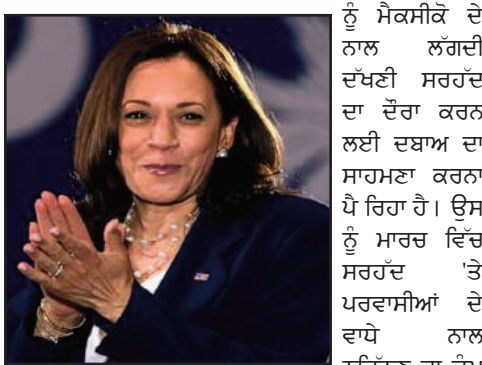 ਨੂੰ ਮੈਕਸੀਕੋ ਦੇ
ਨਾਲ ਲੱਗਦੀ
ਦੱਖਣੀ ਸਰਹੱਦ
ਦਾ ਦੌਰਾ ਕਰਨ
ਲਈ ਦਬਾਅ ਦਾ
ਸਾਹਮਣਾ ਕਰਨਾ
ਪੈ ਰਿਹਾ ਹੈ। ਉਸ
ਨੂੰ ਮਾਰਚ ਵਿੱਚ
ਸਰਹੱਦ 'ਤੇ
ਪਰਵਾਸੀਆਂ ਦੇ
ਵਾਧੇ ਨਾਲ